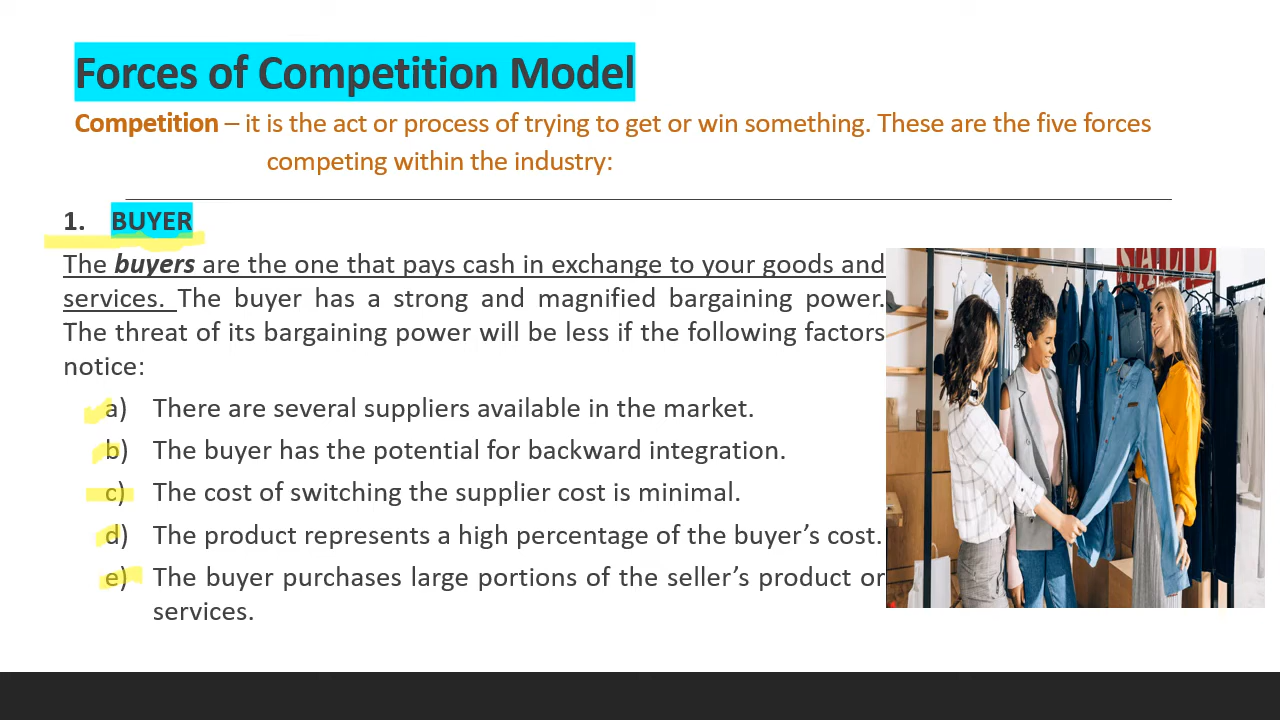 Forces of Competition Model
Competition – it is the act or process of trying to get or win something. These are the five forces
competing within the industry:
1. BUYER
The buyers are the one that pays cash in exchange to your goods and
services. The buyer has a strong and magnified bargaining power.
The threat of its bargaining power will be less if the following factors
notice:
a) There are several suppliers available in the market.
b) The buyer has the potential for backward integration.
c) The cost of switching the supplier cost is minimal.
d) The product represents a high percentage of the buyer’s cost.
e) The buyer purchases large portions of the seller’s product or
services.